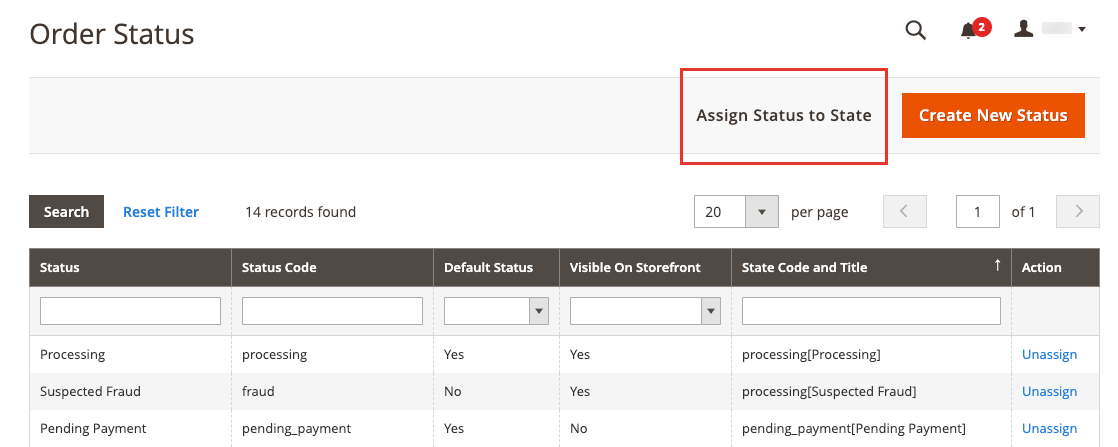 Order Status
2
Assign Status to State
Create New Status
Search Reset Filter 14 records found 20 per page 1 of 1
Status Status Code Default Status Visible On Storefront State Code and Title ↑ Action
Processing processing Yes Yes processing[Processing] Unassign
Suspected Fraud fraud No Yes processing[Suspected Fraud] Unassign
Pending Payment pending_payment Yes No pending_payment[Pending Payment] Unassign